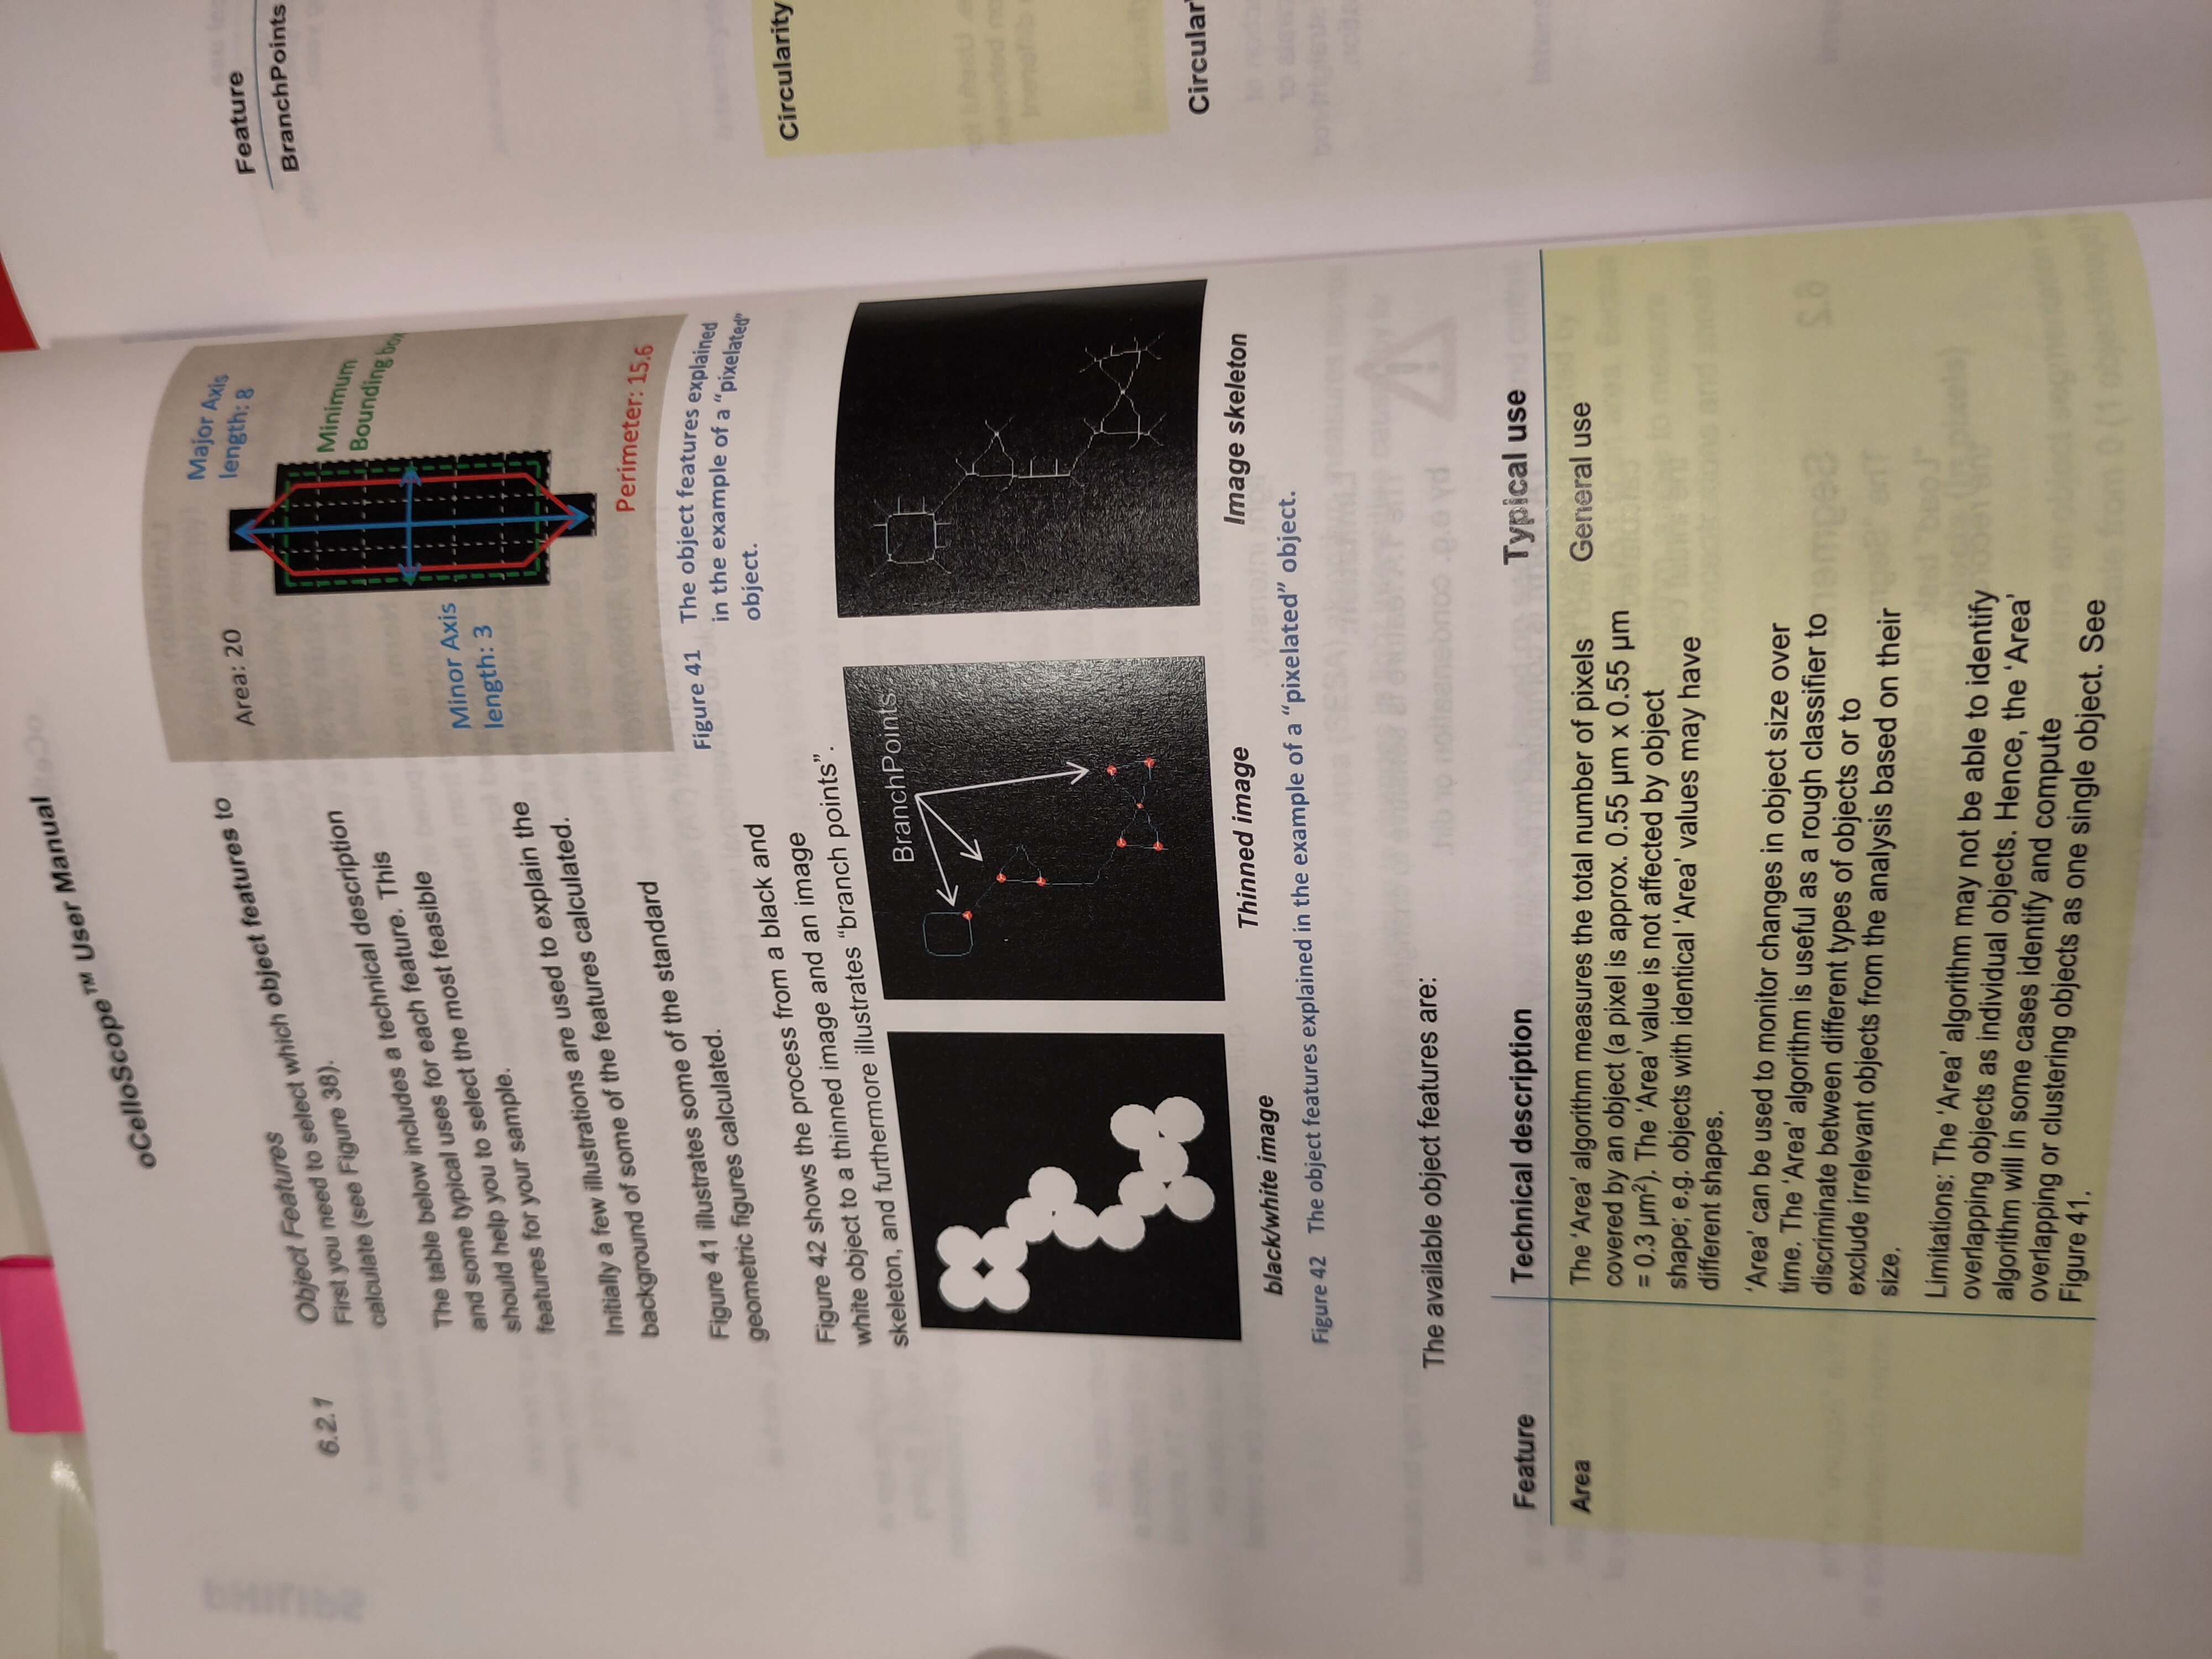 oCelloScope™ User Manual
PHILIPS
6.2.1 Object Features
First you need to select which object features to
calculate (see Figure 38).
The table below includes a technical description
and some typical uses for each feature. This
should help you to select the most feasible
features for your sample.
Initially a few illustrations are used to explain the
background of some of the features calculated.
Figure 41 illustrates some of the standard
geometric figures calculated.
Figure 42 shows the process from a black and
white object to a thinned image and an image
skeleton, and furthermore illustrates “branch points”.
Area: 20
Major Axis
length: 8
Minimum
Bounding box
Minor Axis
length: 3
Perimeter: 15.6
Figure 41 The object features explained
in the example of a “pixelated”
object.
BranchPoints
black/white image
Thinned image
Image skeleton
Figure 42 The object features explained in the example of a “pixelated” object.
The available object features are:
Feature Technical description Typical use
Area The ‘Area’ algorithm measures the total number of pixels General use
covered by an object (a pixel is approx. 0.55 µm x 0.55 µm
= 0.3 µm²). The ‘Area’ value is not affected by object
shape; e.g. objects with identical ‘Area’ values may have
different shapes.
‘Area’ can be used to monitor changes in object size over
time. The ‘Area’ algorithm is useful as a rough classifier to
discriminate between different types of objects or to
exclude irrelevant objects from the analysis based on their
size.
Limitations: The ‘Area’ algorithm may not be able to identify
overlapping objects as individual objects. Hence, the ‘Area’
algorithm will in some cases identify and compute
overlapping or clustering objects as one single object. See
Figure 41.
Feature
BranchPoints
Circularity